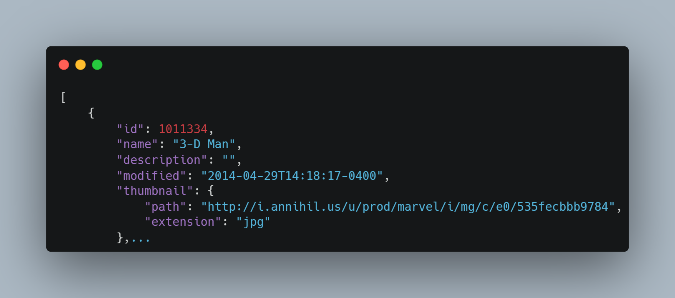 [
    {
        "id": 1011334,
        "name": "3-D Man",
        "description": "",
        "modified": "2014-04-29T14:18:17-0400",
        "thumbnail": {
            "path": "http://i.annihil.us/u/prod/marvel/i/mg/c/e0/535fecbbb9784",
            "extension": "jpg"
        },...